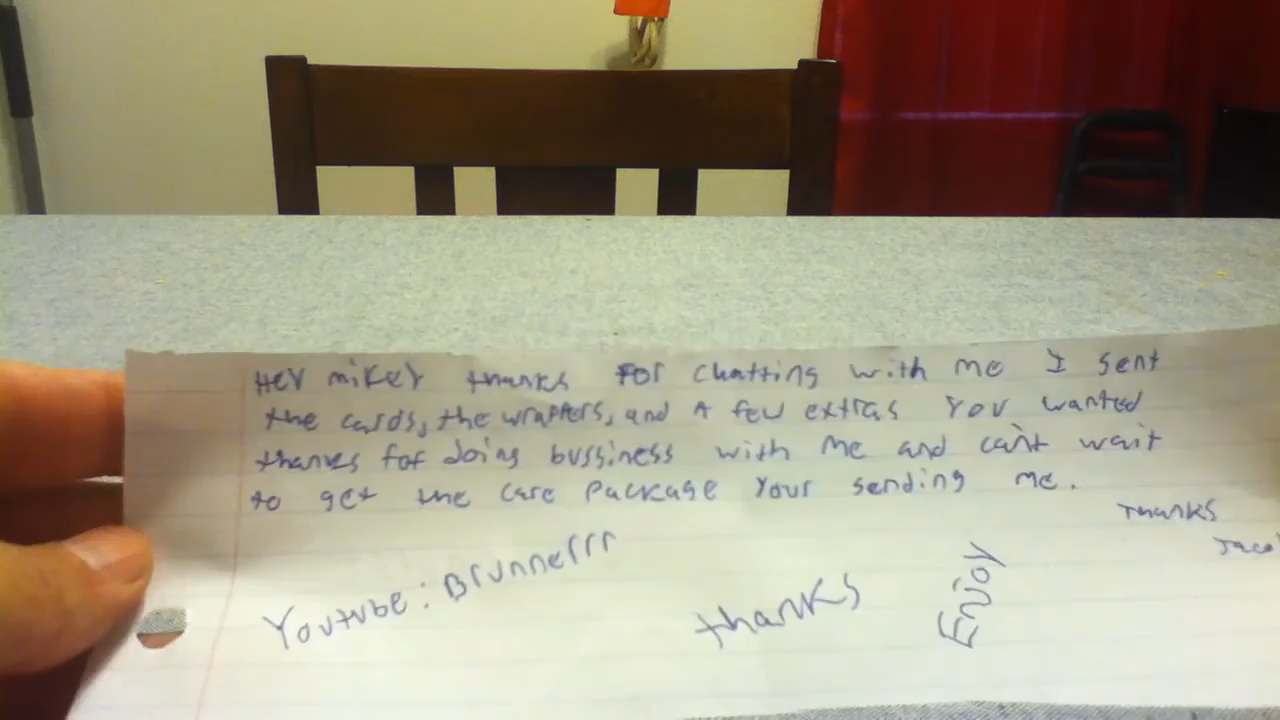 Hey mikey thanks For chatting with me I sent
the cards, the wrappers, and A few extras you wanted
thanks for doing bussiness with me and can't wait
to get the care package your sending me.
Thanks
Youtube: Brunnerrr
thanks
Enjoy